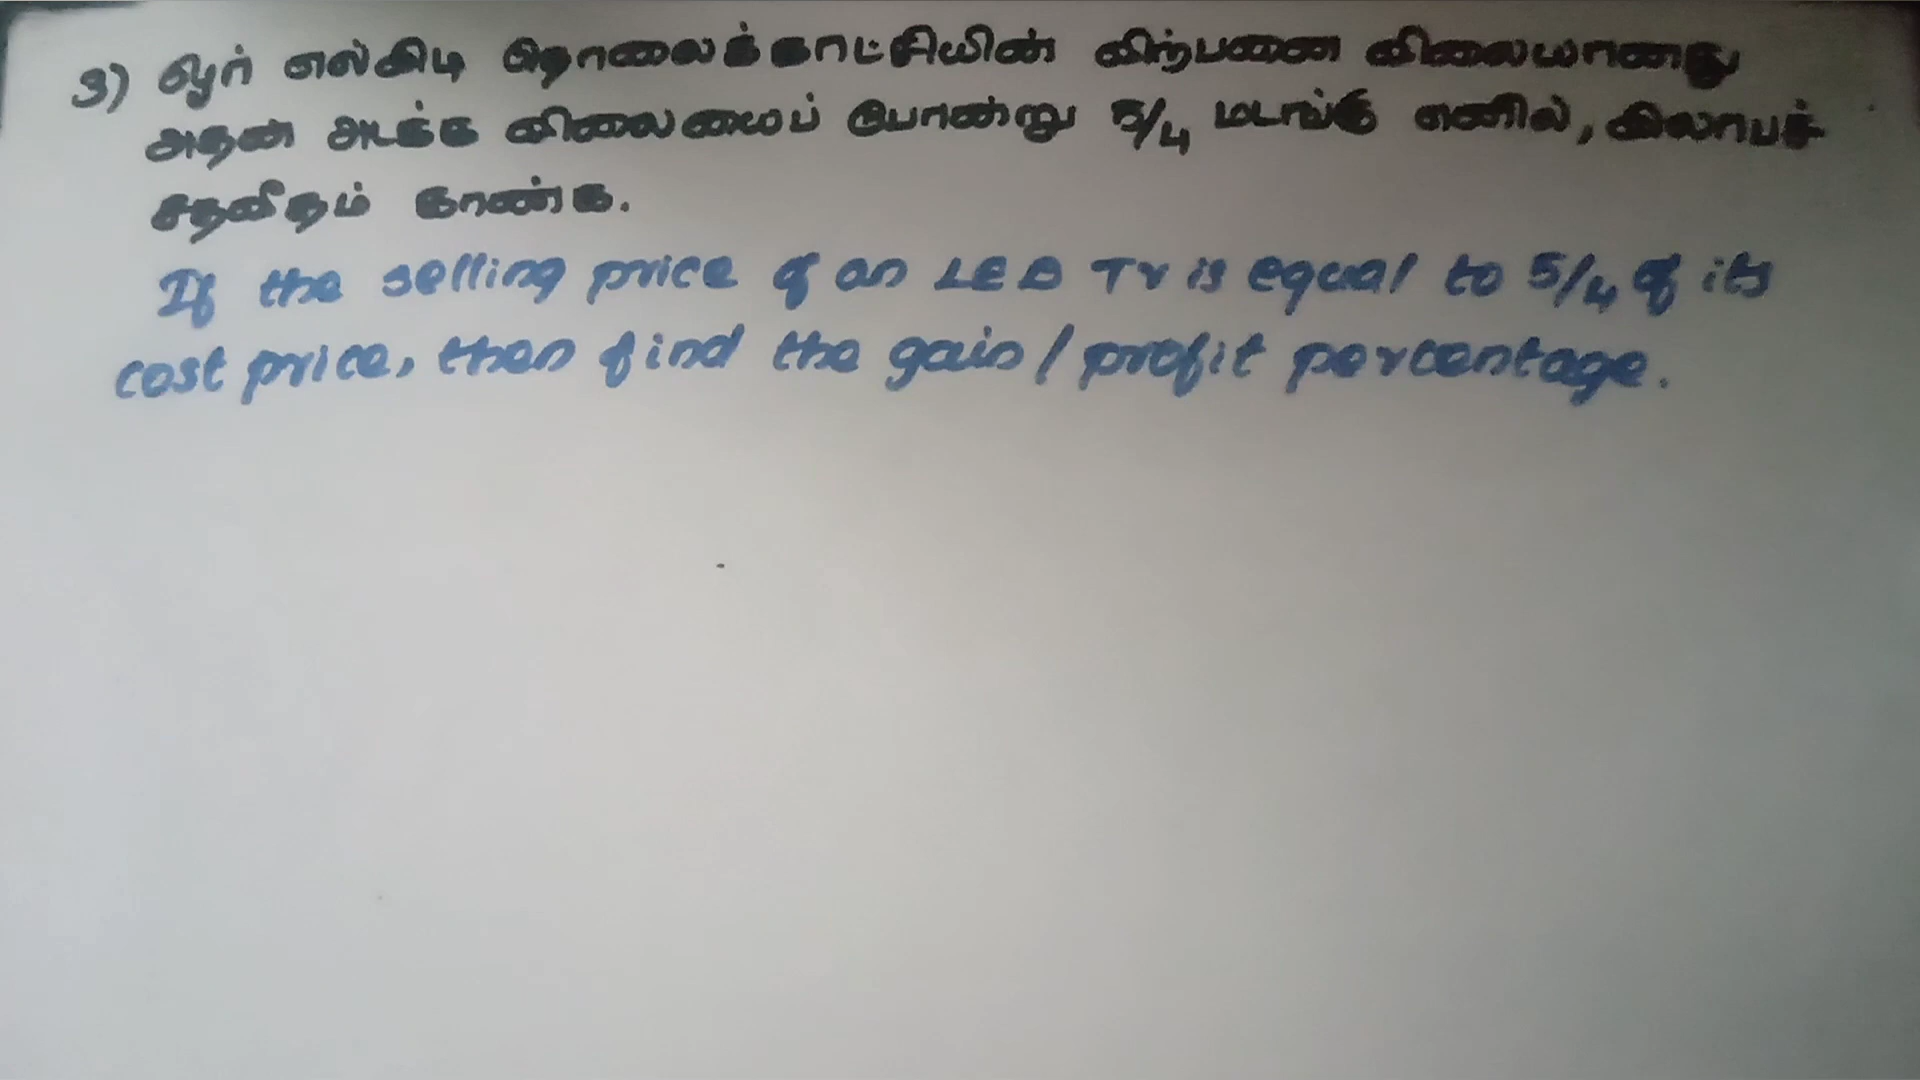 3) ஓர் எல்இடி தொலைக்காட்சியின் விற்பனை விலையானது
அதன் அடக்க விலையைப் போன்று 5/4 மடங்கு எனில், இலாபச்
சதவீதம் காண்க.
If the selling price of an LED TV is equal to 5/4 of its
cost price, then find the gain / profit percentage.